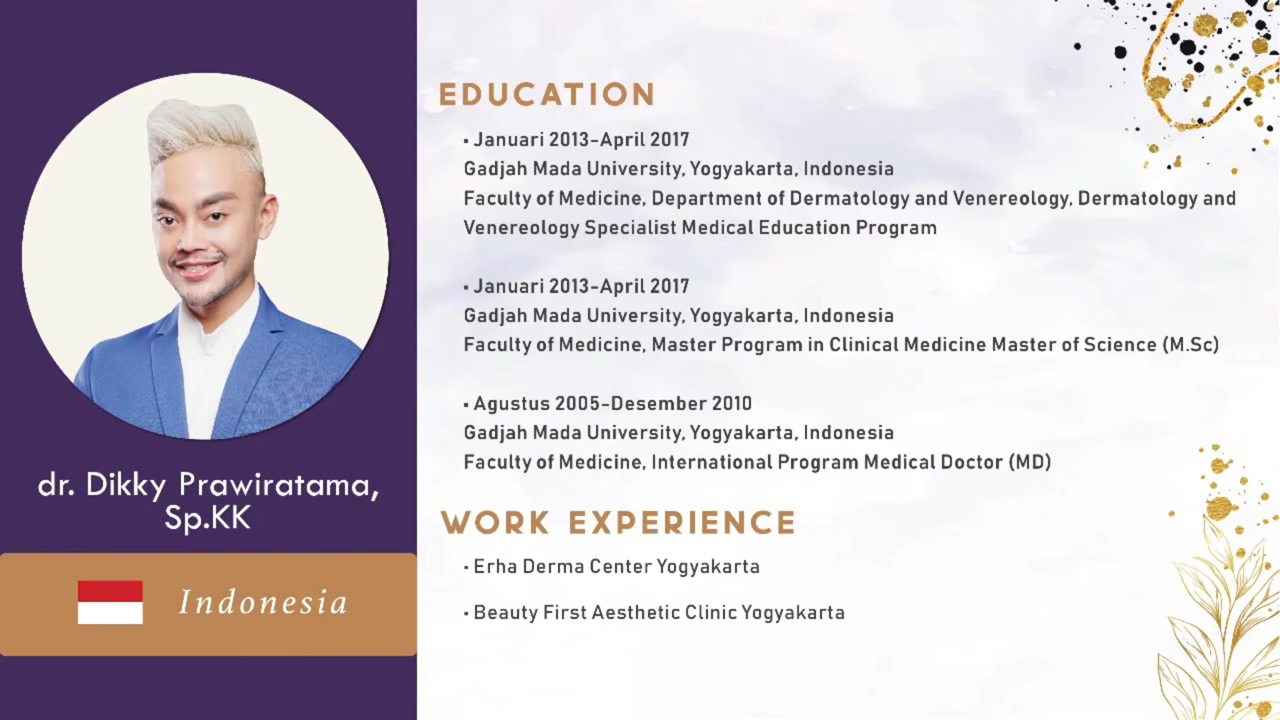 dr. Dikky Prawiratama,
Sp.KK
Indonesia
EDUCATION
• Januari 2013-April 2017
Gadjah Mada University, Yogyakarta, Indonesia
Faculty of Medicine, Department of Dermatology and Venereology, Dermatology and
Venereology Specialist Medical Education Program
• Januari 2013-April 2017
Gadjah Mada University, Yogyakarta, Indonesia
Faculty of Medicine, Master Program in Clinical Medicine Master of Science (M.Sc)
• Agustus 2005-Desember 2010
Gadjah Mada University, Yogyakarta, Indonesia
Faculty of Medicine, International Program Medical Doctor (MD)
WORK EXPERIENCE
• Erha Derma Center Yogyakarta
• Beauty First Aesthetic Clinic Yogyakarta